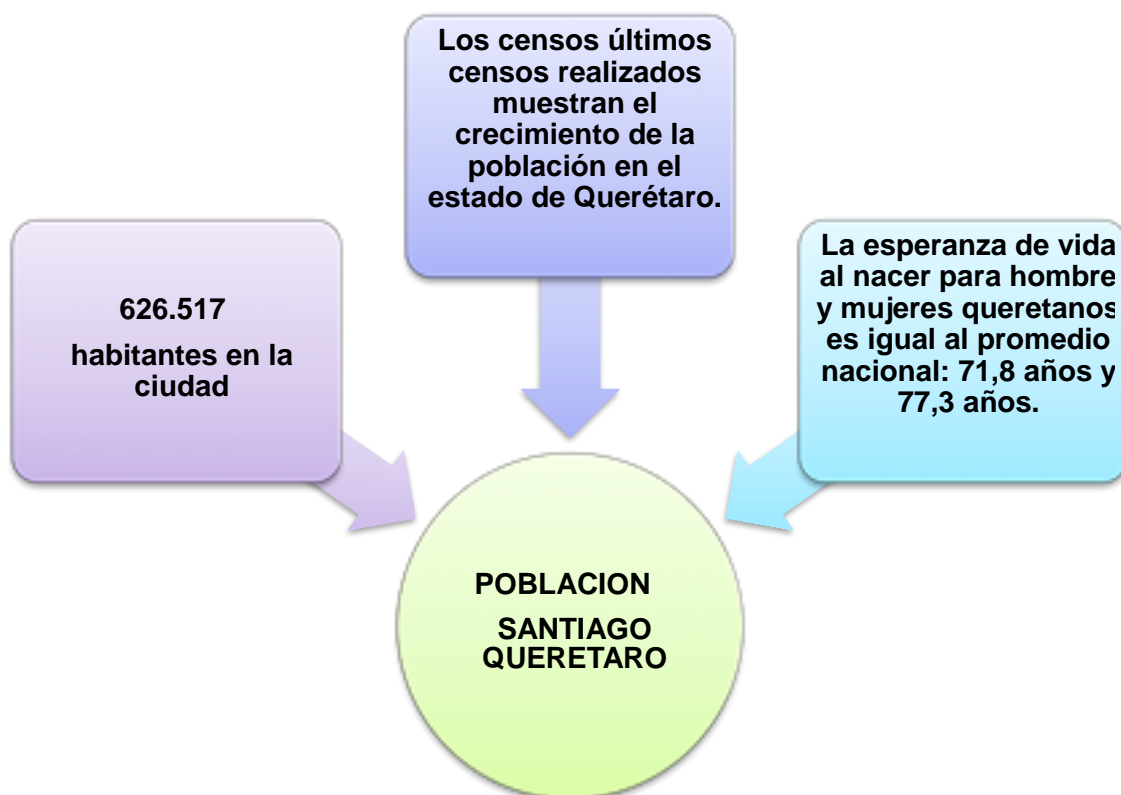 Los censos últimos
censos realizados
muestran el
crecimiento de la
población en el
estado de Querétaro.
626.517
habitantes en la
ciudad
La esperanza de vida
al nacer para hombre
y mujeres queretanos
es igual al promedio
nacional: 71,8 años y
77,3 años.
POBLACION
SANTIAGO
QUERETARO